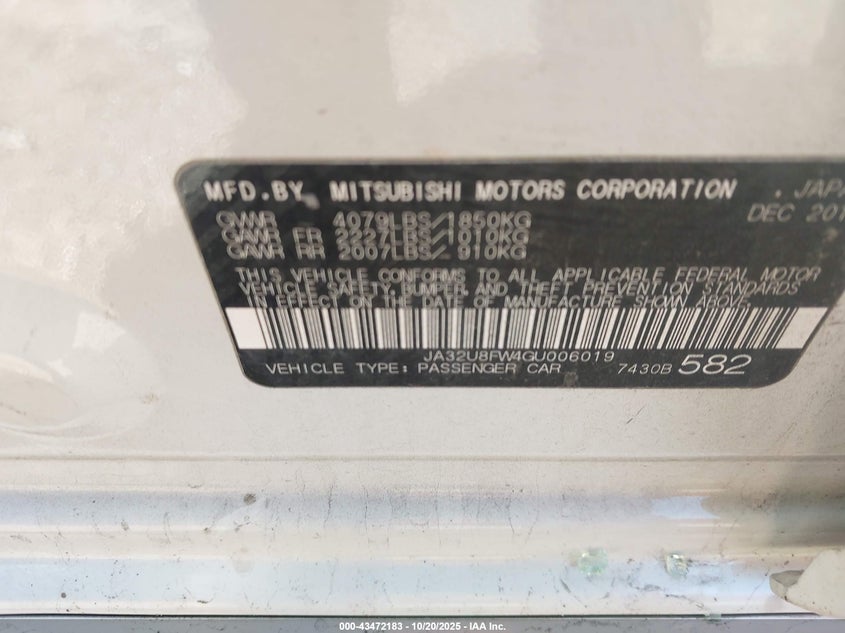 MFD.BY MITSUBISHI MOTORS CORPORATION . JAPA
DEC 201
GVWR 4079LBS/1850KG
GAWR FR 2227LBS/1010KG
GAWR RR 2007LBS/ 910KG
THIS VEHICLE CONFORMS TO ALL APPLICABLE FEDERAL MOTOR
VEHICLE SAFETY, BUMPER, AND THEFT PREVENTION STANDARDS
IN EFFECT ON THE DATE OF MANUFACTURE SHOWN ABOVE.
JA32U8FW4GU006019
VEHICLE TYPE: PASSENGER CAR 7430B 582
000-43472183 - 10/20/2025 - IAA Inc.